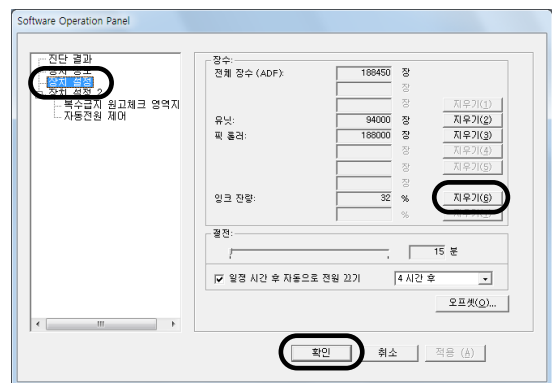 Software Operation Panel
진단 결과
장치 정보
장치 설정
장치 설정 2
복수급지 원고체크 영역지
자동전원 제어
장수:
전체 장수 (ADF): 188450 장
장
장 지우기(1)
유닛: 94000 장 지우기(2)
픽 롤러: 188000 장 지우기(3)
장 지우기(4)
장 지우기(5)
장
잉크 잔량: 32 % 지우기(6)
%
절전:
15 분
일정 시간 후 자동으로 전원 끄기 4 시간 후
오프셋(O)...
확인 취소 적용 (A)